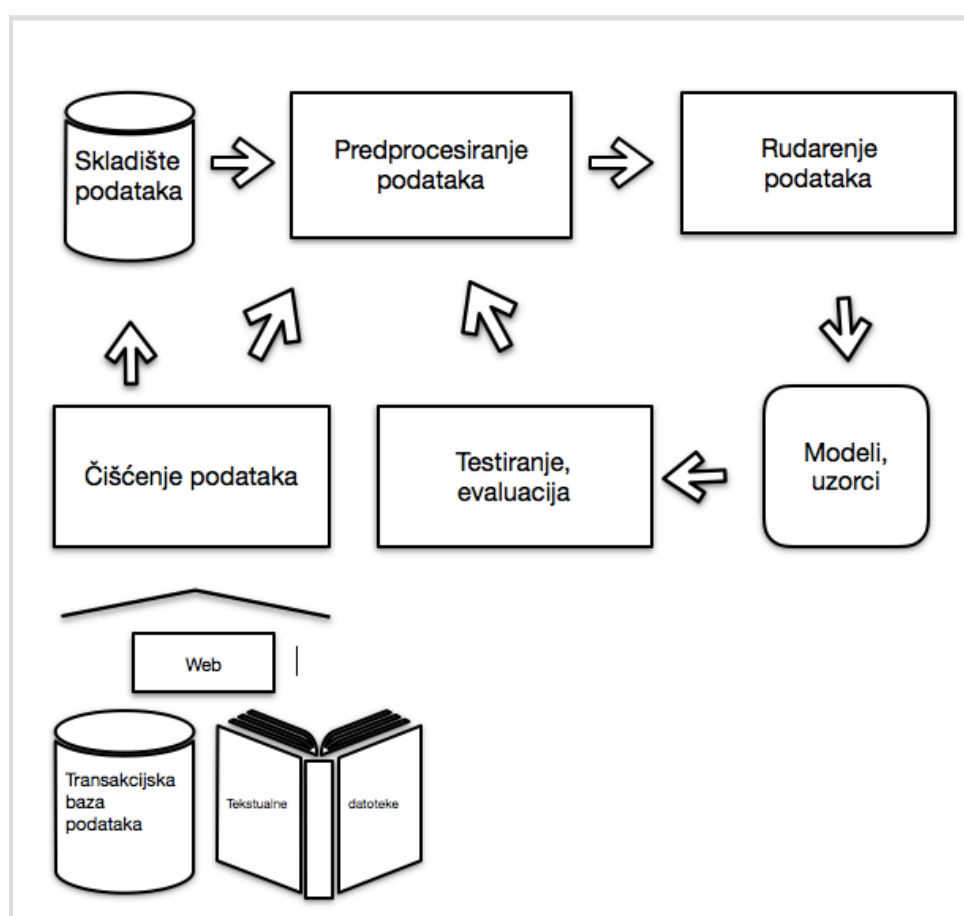 Skladište
podataka
Predprocesiranje
podataka
Rudarenje
podataka
Čišćenje podataka
Testiranje,
evaluacija
Modeli,
uzorci
Web
Transakcijska
baza
podataka
Tekstualne
datoteke